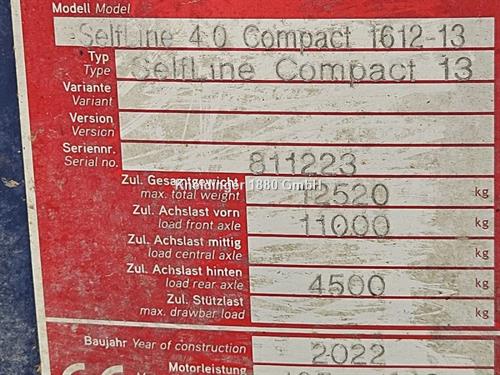 Modell Model
SelfLine 4.0 Compact 1612-13
Typ
Type
SelfLine Compact 13
Variante
Variant
Version
Version
Seriennr.
Serial no.
811223
Zul. Gesamtgewicht
max. total weight
12520
kg
Kneidinger 1880 GmbH
Zul. Achslast vorn
load front axle
11000
kg
Zul. Achslast mittig
load central axle
kg
Zul. Achslast hinten
load rear axle
4500
kg
Zul. Stützlast
max. drawbar load
kg
Baujahr Year of construction
2022
Motorleistung